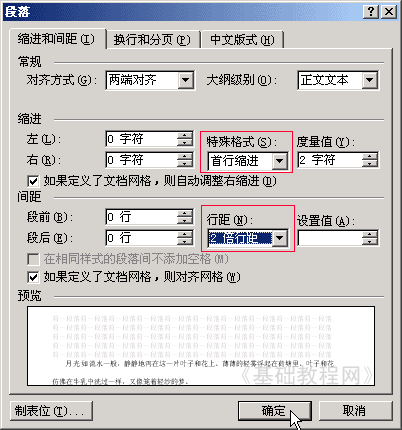 段落
缩进和间距(I) 换行和分页(P) 中文版式(H)
常规
对齐方式(G): 两端对齐 大纲级别(O): 正文文本
缩进
左(L): 0 字符 特殊格式(S): 度量值(Y):
右(R): 0 字符 首行缩进 2 字符
如果定义了文档网格，则自动调整右缩进(D)
间距
段前(B): 0 行 行距(N): 设置值(A):
段后(E): 0 行 2 倍行距
在相同样式的段落间不添加空格(M)
如果定义了文档网格，则对齐网格(W)
预览
月光如流水一般，静静地泻在这一片叶子和花上。薄薄的轻雾浮起在荷塘里。叶子和花
仿佛在牛乳中洗过一样，又像笼着轻纱的梦。
《基础教程网》
制表位(T)... 确定 取消